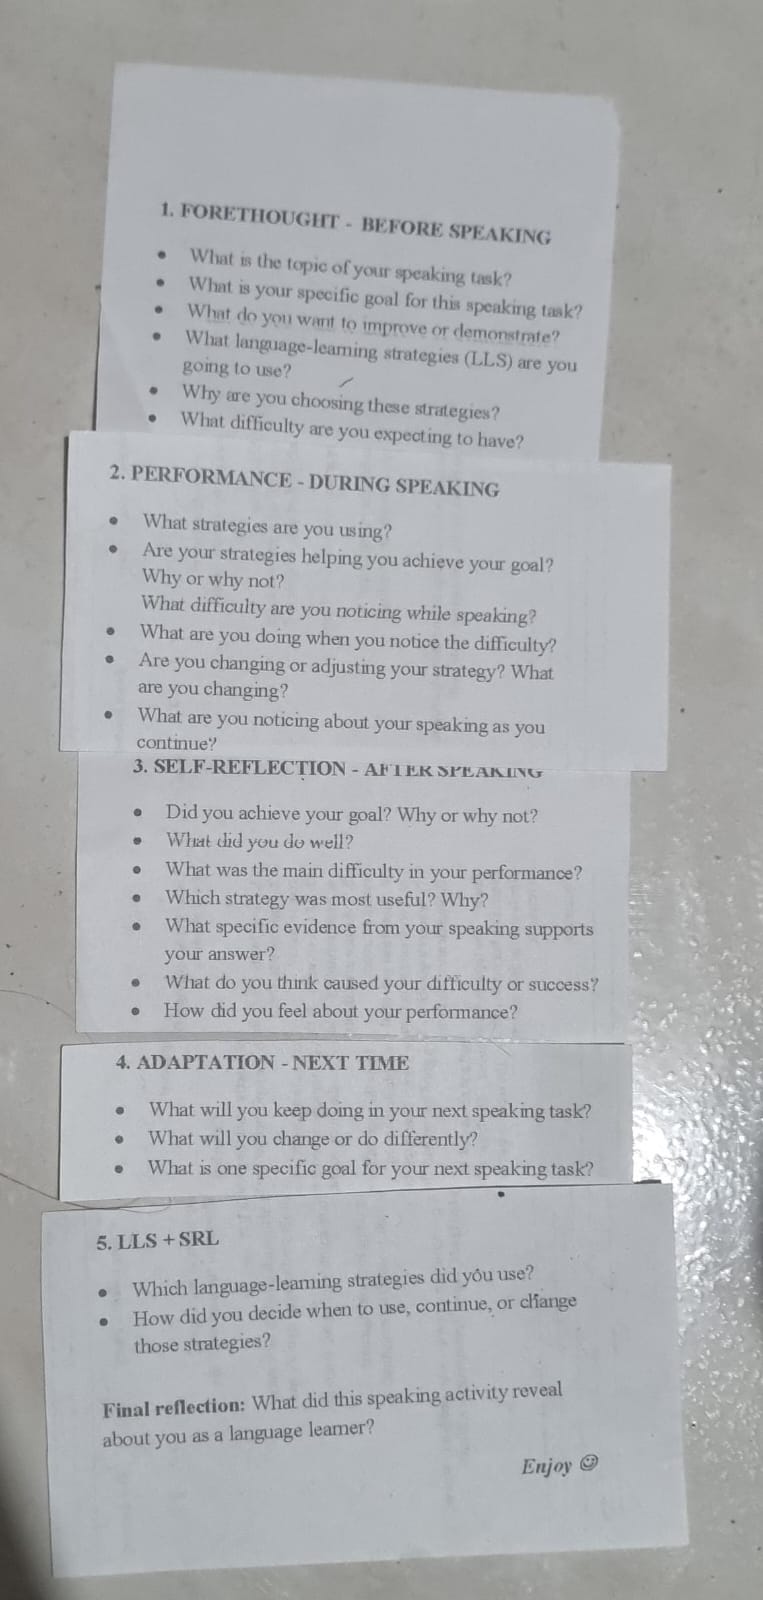 1. FORETHOUGHT - BEFORE SPEAKING
• What is the topic of your speaking task?
• What is your specific goal for this speaking task?
• What do you want to improve or demonstrate?
• What language-learning strategies (LLS) are you
going to use?
• Why are you choosing these strategies?
• What difficulty are you expecting to have?
2. PERFORMANCE - DURING SPEAKING
• What strategies are you using?
• Are your strategies helping you achieve your goal?
Why or why not?
What difficulty are you noticing while speaking?
• What are you doing when you notice the difficulty?
• Are you changing or adjusting your strategy? What
are you changing?
• What are you noticing about your speaking as you
continue?
3. SELF-REFLECTION - AFTER SPEAKING
• Did you achieve your goal? Why or why not?
• What did you do well?
• What was the main difficulty in your performance?
• Which strategy was most useful? Why?
• What specific evidence from your speaking supports
your answer?
• What do you think caused your difficulty or success?
• How did you feel about your performance?
4. ADAPTATION - NEXT TIME
• What will you keep doing in your next speaking task?
• What will you change or do differently?
• What is one specific goal for your next speaking task?
5. LLS + SRL
• Which language-learning strategies did you use?
• How did you decide when to use, continue, or change
those strategies?
Final reflection: What did this speaking activity reveal
about you as a language learner?
Enjoy ☺